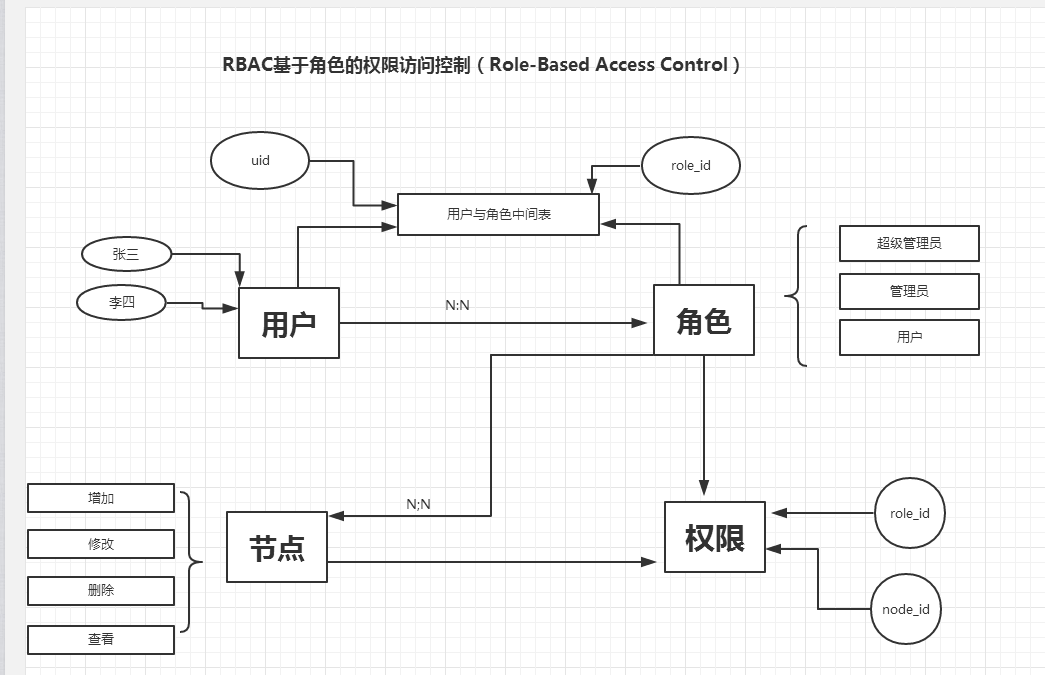 RBAC基于角色的权限访问控制（Role-Based Access Control）
uid
role_id
用户与角色中间表
张三
李四
用户
N:N
角色
超级管理员
管理员
用户
增加
修改
删除
查看
N;N
节点
权限
role_id
node_id